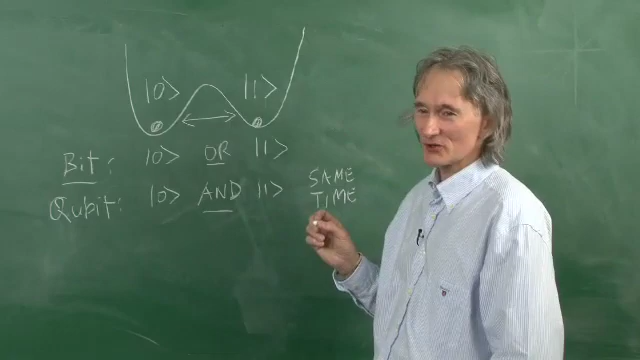 |0> |1>
Bit: |0> OR |1>
Qubit: |0> AND |1>
SAME
TIME